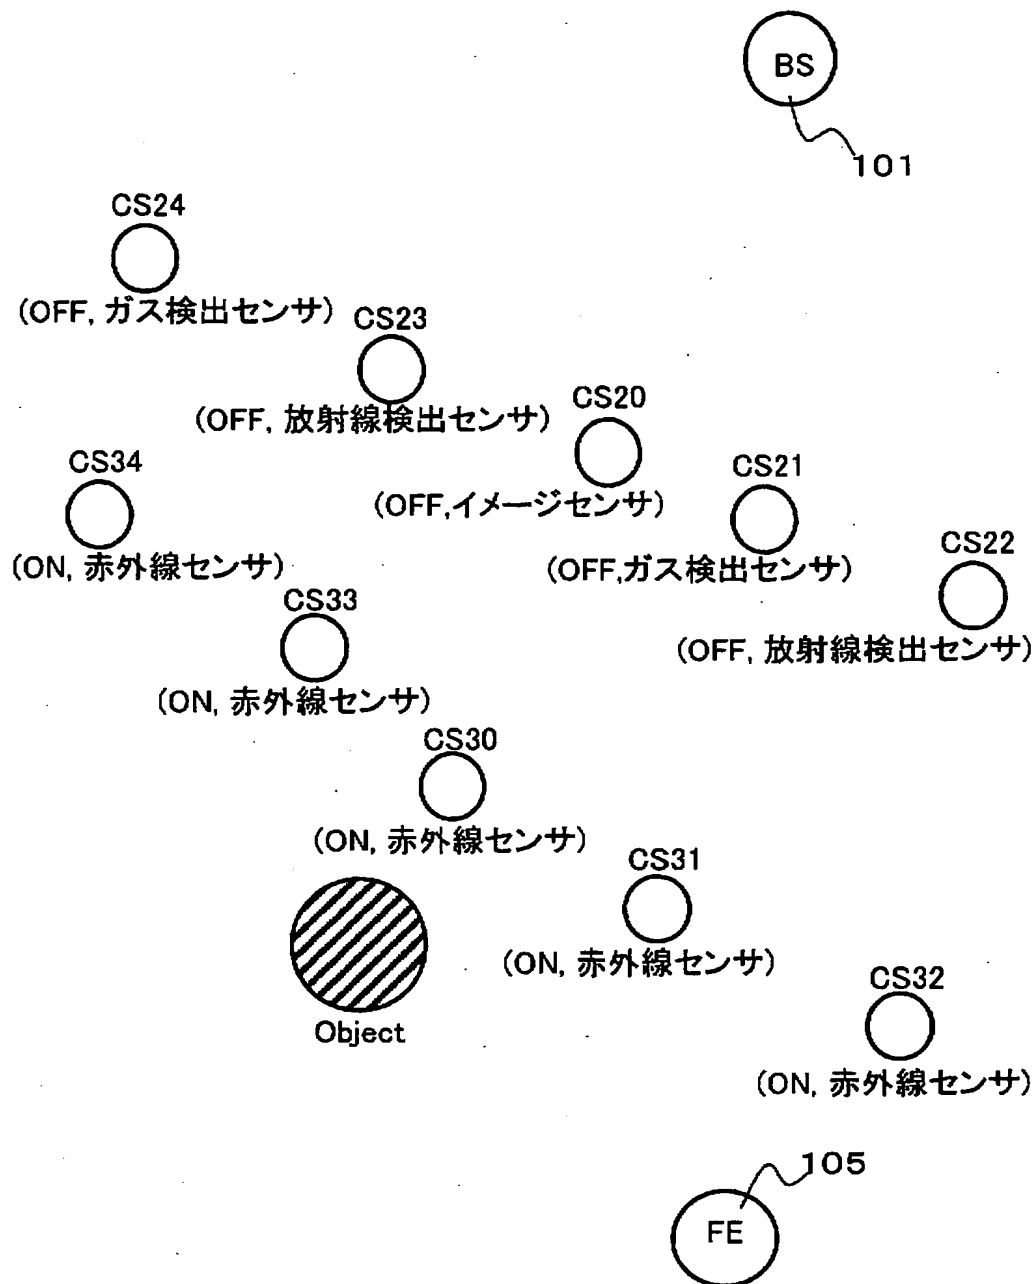 BS
101
CS24
(OFF, ガス検出センサ)
CS23
(OFF, 放射線検出センサ)
CS20
(OFF,イメージセンサ)
CS21
(OFF,ガス検出センサ)
CS22
(OFF, 放射線検出センサ)
CS34
(ON, 赤外線センサ)
CS33
(ON, 赤外線センサ)
CS30
(ON, 赤外線センサ)
CS31
(ON, 赤外線センサ)
CS32
(ON, 赤外線センサ)
Object
105
FE